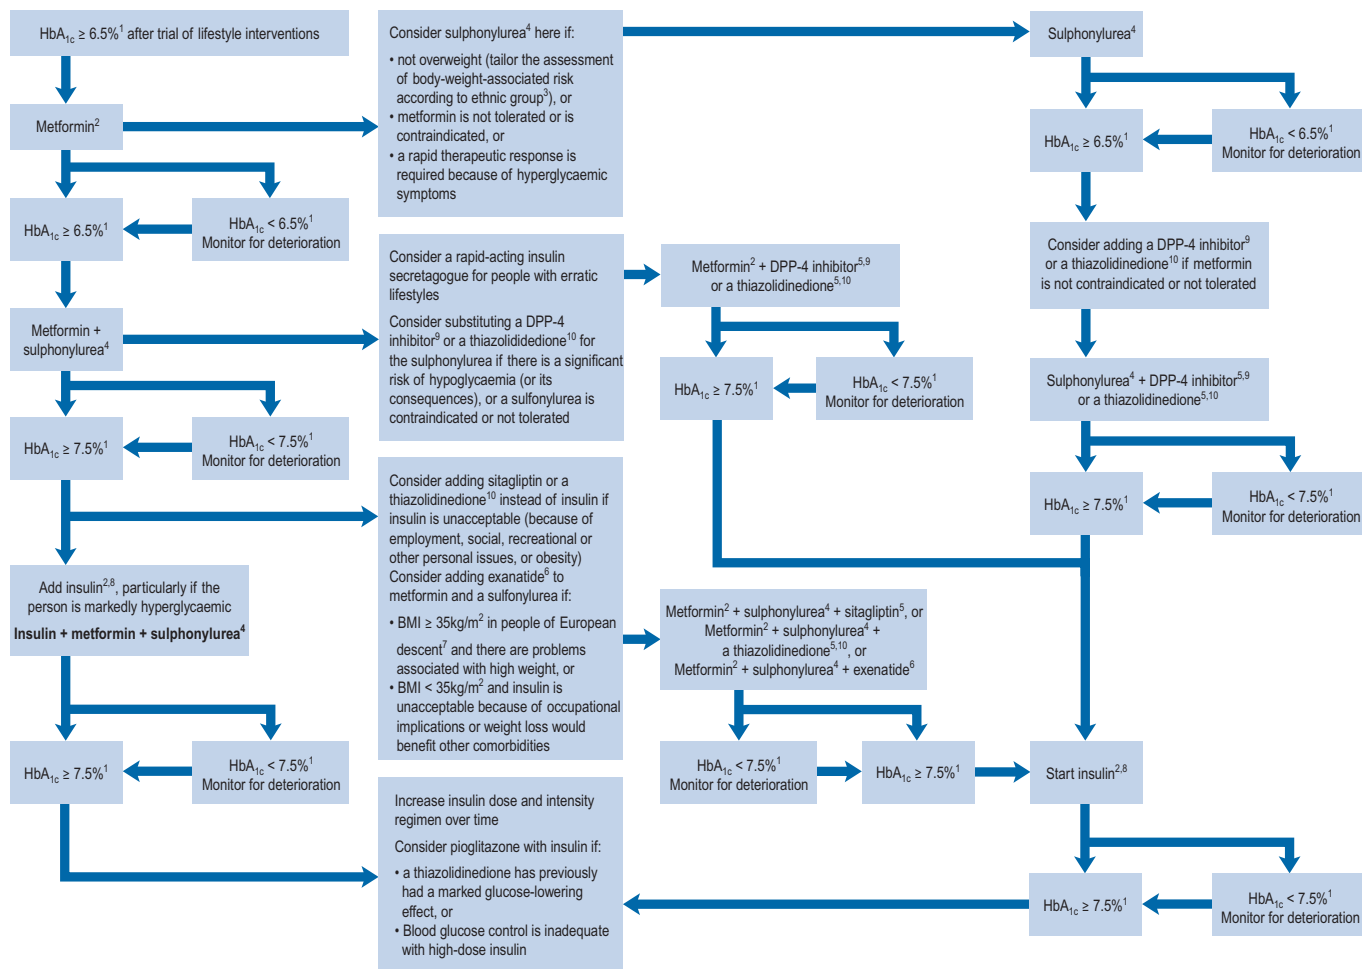 HbA1c ≥ 6.5%1 after trial of lifestyle interventions
Metformin2
HbA1c ≥ 6.5%1
HbA1c < 6.5%1
Monitor for deterioration
Metformin +
sulphonylurea4
HbA1c ≥ 7.5%1
HbA1c < 7.5%1
Monitor for deterioration
Add insulin2,8, particularly if the
person is markedly hyperglycaemic
Insulin + metformin + sulphonylurea4
HbA1c ≥ 7.5%1
HbA1c < 7.5%1
Monitor for deterioration
Consider sulphonylurea4 here if:
• not overweight (tailor the assessment
of body-weight-associated risk
according to ethnic group3), or
• metformin is not tolerated or is
contraindicated, or
• a rapid therapeutic response is
required because of hyperglycaemic
symptoms
Consider a rapid-acting insulin
secretagogue for people with erratic
lifestyles
Consider substituting a DPP-4
inhibitor9 or a thiazolididedione10 for
the sulphonylurea if there is a significant
risk of hypoglycaemia (or its
consequences), or a sulfonylurea is
contraindicated or not tolerated
Consider adding sitagliptin or a
thiazolidinedione10 instead of insulin if
insulin is unacceptable (because of
employment, social, recreational or
other personal issues, or obesity)
Consider adding exanatide6 to
metformin and a sulfonylurea if:
• BMI ≥ 35kg/m2 in people of European
descent7 and there are problems
associated with high weight, or
• BMI < 35kg/m2 and insulin is
unacceptable because of occupational
implications or weight loss would
benefit other comorbidities
Increase insulin dose and intensity
regimen over time
Consider pioglitazone with insulin if:
• a thiazolidinedione has previously
had a marked glucose-lowering
effect, or
• Blood glucose control is inadequate
with high-dose insulin
Metformin2 + DPP-4 inhibitor5,9
or a thiazolidinedione5,10
HbA1c ≥ 7.5%1
HbA1c < 7.5%1
Monitor for deterioration
Metformin2 + sulphonylurea4 + sitagliptin5, or
Metformin2 + sulphonylurea4 +
a thiazolidinedione5,10, or
Metformin2 + sulphonylurea4 + exenatide6
HbA1c < 7.5%1
Monitor for deterioration
HbA1c ≥ 7.5%1
Sulphonylurea4
HbA1c ≥ 6.5%1
HbA1c < 6.5%1
Monitor for deterioration
Consider adding a DPP-4 inhibitor9
or a thiazolidinedione10 if metformin
is not contraindicated or not tolerated
Sulphonylurea4 + DPP-4 inhibitor5,9
or a thiazolidinedione5,10
HbA1c ≥ 7.5%1
HbA1c < 7.5%1
Monitor for deterioration
Start insulin2,8
HbA1c ≥ 7.5%1
HbA1c < 7.5%1
Monitor for deterioration